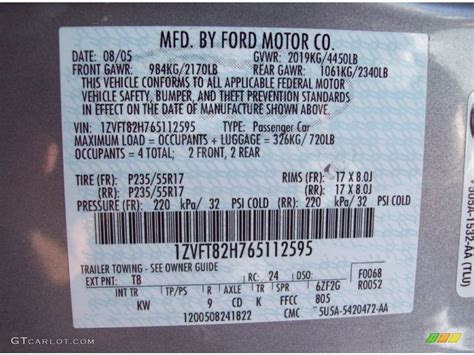 MFD. BY FORD MOTOR CO.
DATE: 08/05 GVWR: 2019KG/4450LB
FRONT GAWR: 984KG/2170LB REAR GAWR: 1061KG/2340LB
THIS VEHICLE CONFORMS TO ALL APPLICABLE FEDERAL MOTOR
VEHICLE SAFETY, BUMPER, AND THEFT PREVENTION STANDARDS
IN EFFECT ON THE DATE OF MANUFACTURE SHOWN ABOVE.
VIN: 1ZVFT82H765112595 TYPE: Passenger Car
MAXIMUM LOAD = OCCUPANTS + LUGGAGE = 326KG/720LB
OCCUPANTS = 4 TOTAL; 2 FRONT, 2 REAR
TIRE (FR): P235/55R17 RIMS (FR): 17 X 8.0J
(RR): P235/55R17 (RR): 17 X 8.0J
PRESSURE (FR): 220 kPa/ 32 PSI COLD (RR): 220 kPa/ 32 PSI COLD
1ZVFT82H765112595
TRAILER TOWING - SEE OWNER GUIDE F0068
EXT PNT: T8 RC: 24 DSO: R0052
INT TR TP/PS R AXLE TR SPR
KW 9 CD K FFCC 805 6ZF2G
1200508241822 CMC 5U5A-5420472-AA
GTCARLOT.COM